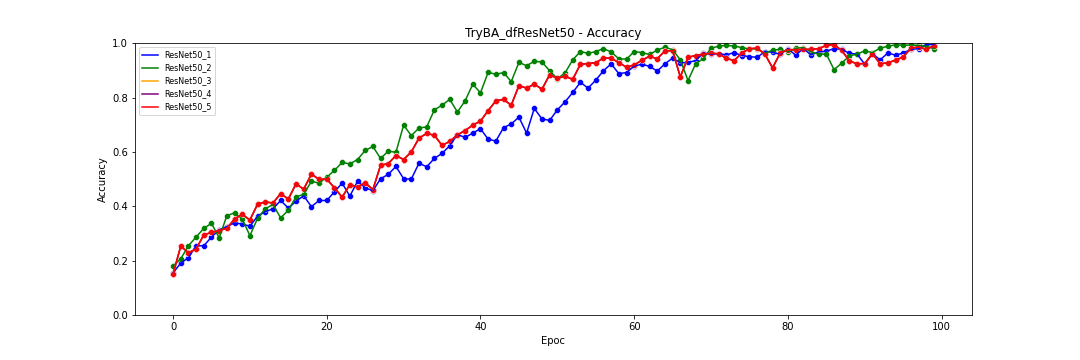 TryBA_dfResNet50 - Accuracy
1.0
0.8
0.6
0.4
0.2
0.0
Accuracy
ResNet50_1
ResNet50_2
ResNet50_3
ResNet50_4
ResNet50_5
0 20 40 60 80 100
Epoc